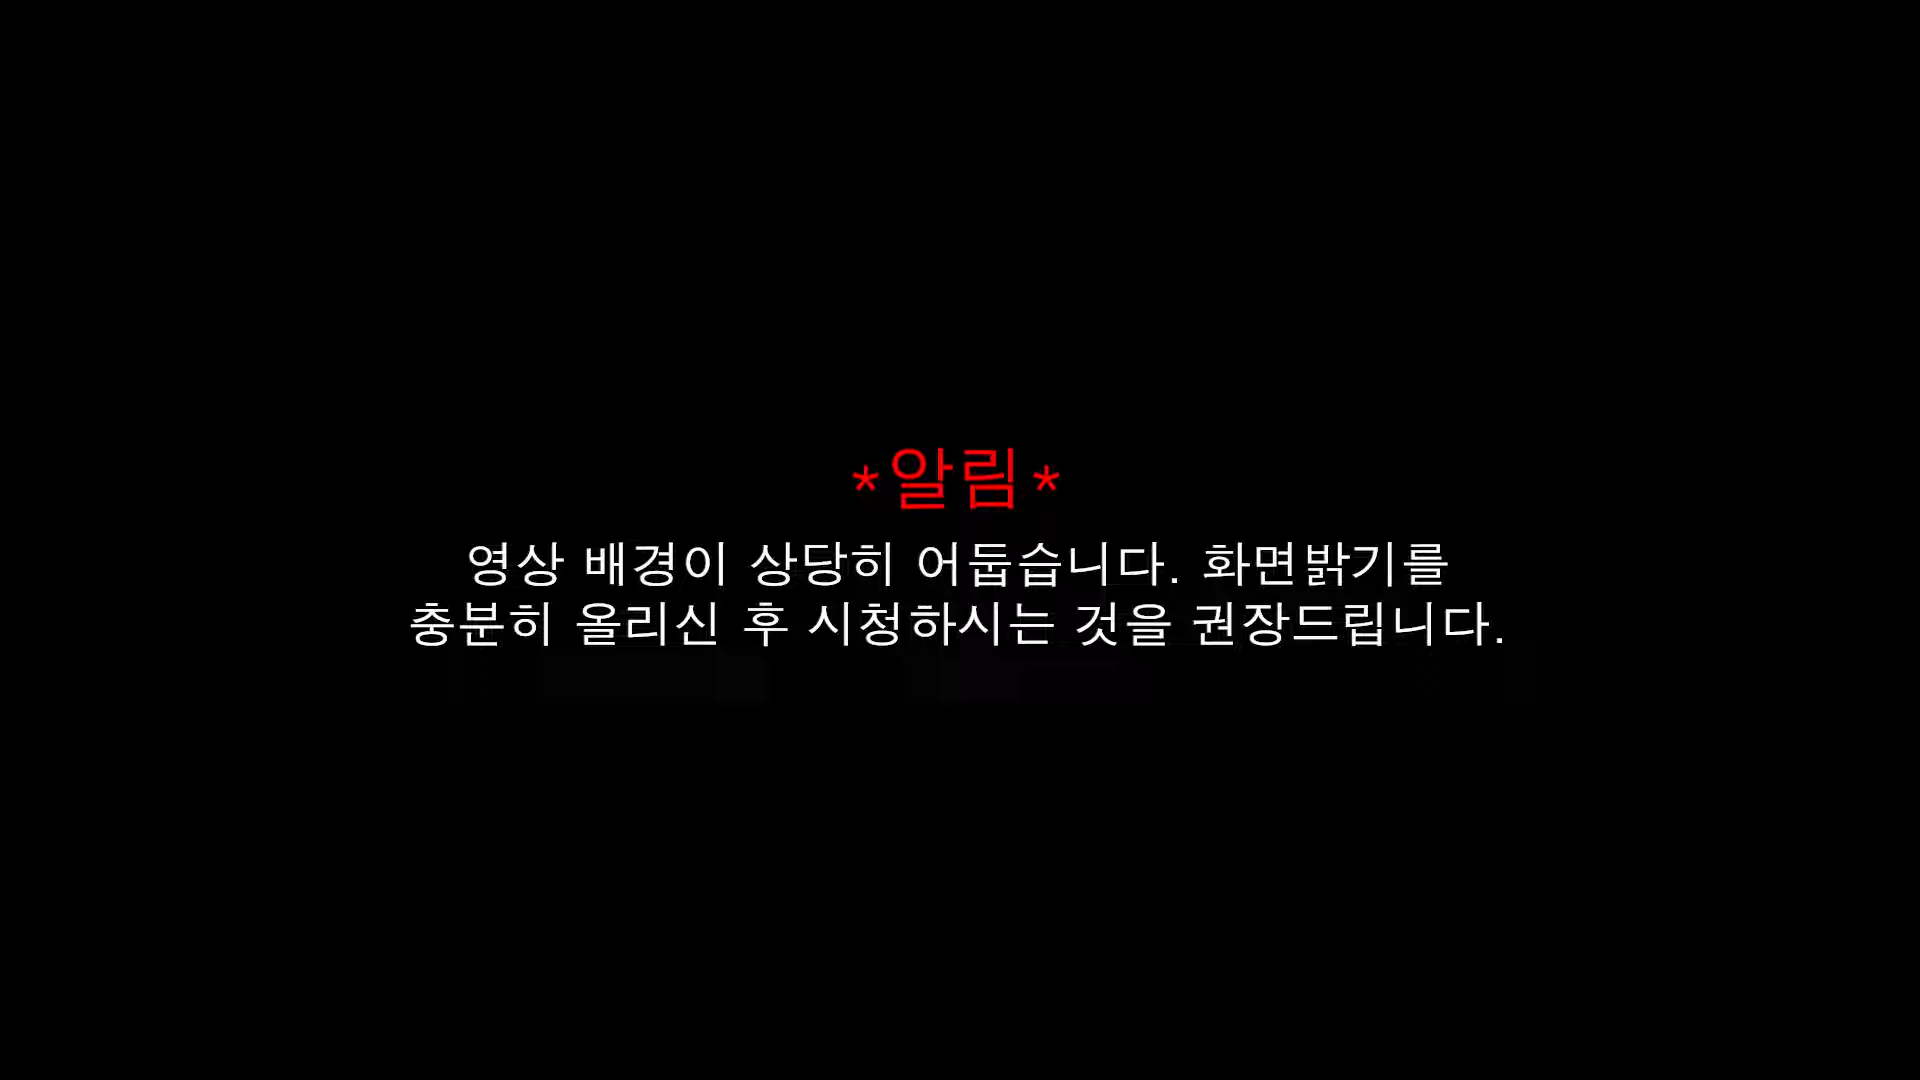 *알림*
영상 배경이 상당히 어둡습니다. 화면밝기를
충분히 올리신 후 시청하시는 것을 권장드립니다.